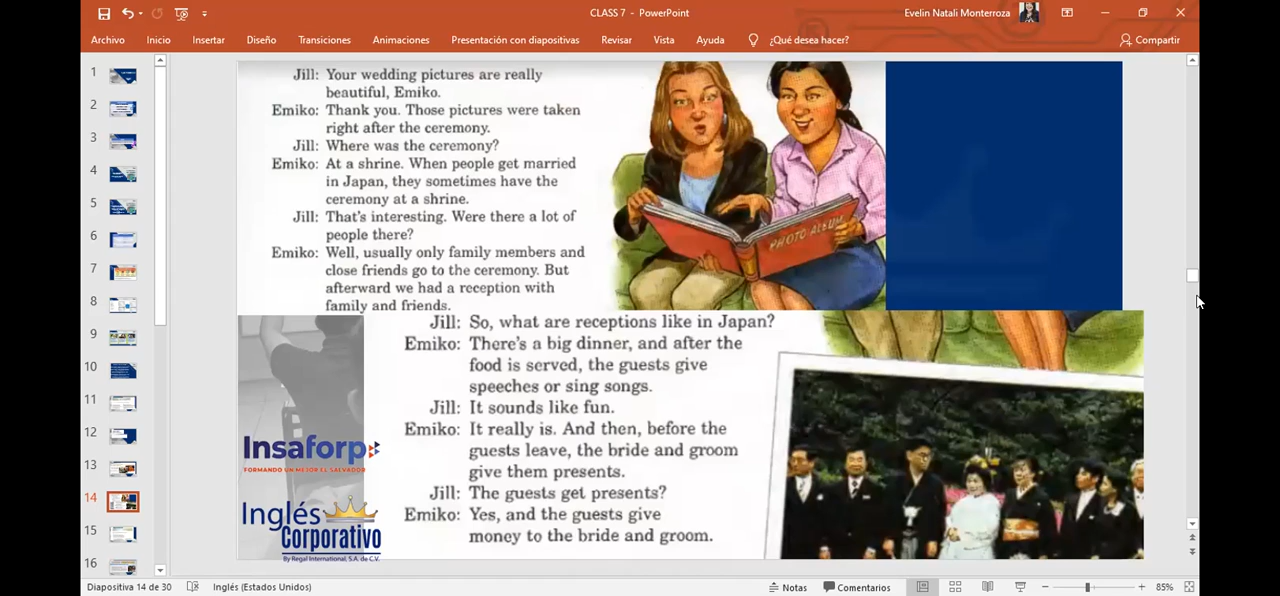 CLASS 7 - PowerPoint
Evelin Natali Monterroza
Archivo Inicio Insertar Diseño Transiciones Animaciones Presentación con diapositivas Revisar Vista Ayuda ¿Qué desea hacer? Compartir
1
2
3
4
5
6
7
8
9
10
11
12
13
14
15
16
Jill: Your wedding pictures are really
beautiful, Emiko.
Emiko: Thank you. Those pictures were taken
right after the ceremony.
Jill: Where was the ceremony?
Emiko: At a shrine. When people get married
in Japan, they sometimes have the
ceremony at a shrine.
Jill: That's interesting. Were there a lot of
people there?
Emiko: Well, usually only family members and
close friends go to the ceremony. But
afterward we had a reception with
family and friends.
PHOTO ALBUM
Jill: So, what are receptions like in Japan?
Emiko: There's a big dinner, and after the
food is served, the guests give
speeches or sing songs.
Jill: It sounds like fun.
Emiko: It really is. And then, before the
guests leave, the bride and groom
give them presents.
Jill: The guests get presents?
Emiko: Yes, and the guests give
money to the bride and groom.
Insaforp
FORMANDO UN MEJOR EL SALVADOR
Inglés
Corporativo
By Regal International, S.A. de C.V.
Diapositiva 14 de 30 Inglés (Estados Unidos) Notas Comentarios 85%